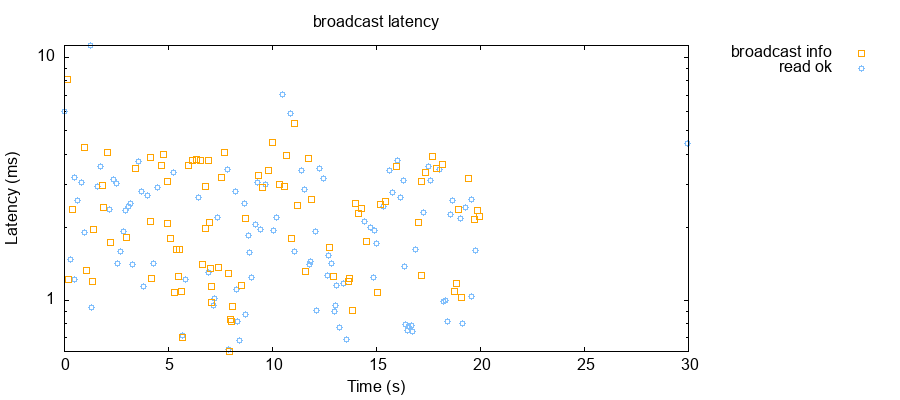 broadcast latency
broadcast info
read ok
10
1
Latency (ms)
0 5 10 15 20 25 30
Time (s)